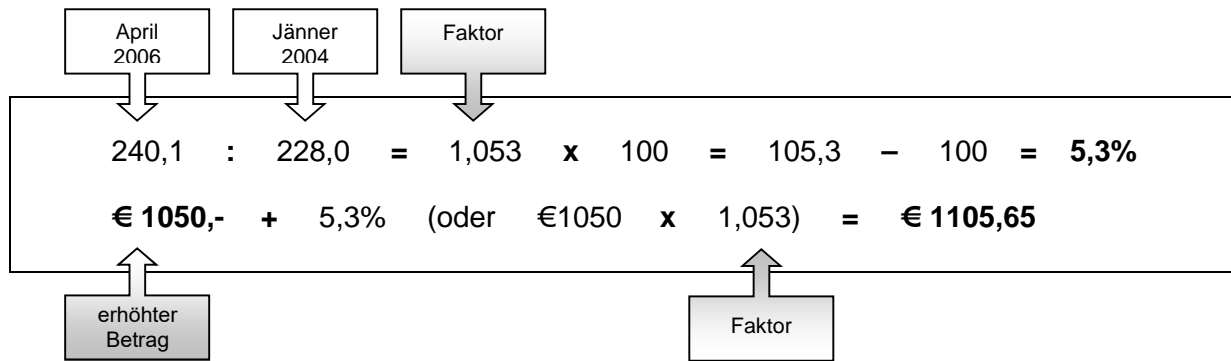 April
2006
Jänner
2004
Faktor
240,1 : 228,0 = 1,053 x 100 = 105,3 – 100 = 5,3%
€ 1050,- + 5,3% (oder €1050 x 1,053) = € 1105,65
erhöhter
Betrag
Faktor